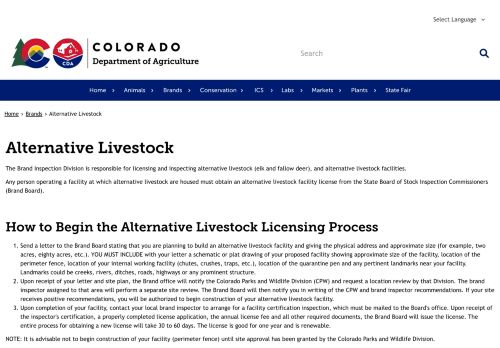 Select Language
COLORADO
Department of Agriculture
CDA
Search
Home Animals Brands Conservation ICS Labs Markets Plants State Fair
Home > Brands > Alternative Livestock
Alternative Livestock
The Brand Inspection Division is responsible for licensing and inspecting alternative livestock (elk and fallow deer), and alternative livestock facilities.
Any person operating a facility at which alternative livestock are housed must obtain an alternative livestock facility license from the State Board of Stock Inspection Commissioners
(Brand Board).
How to Begin the Alternative Livestock Licensing Process
1. Send a letter to the Brand Board stating that you are planning to build an alternative livestock facility and giving the physical address and approximate size (for example, two
acres, eighty acres, etc.). YOU MUST INCLUDE with your letter a schematic or plat drawing of your proposed facility showing approximate size of the facility, location of the
perimeter fence, location of your internal working facility (chutes, crushes, traps, etc.), location of the quarantine pen and any pertinent landmarks near your facility.
Landmarks could be creeks, rivers, ditches, roads, highways or any prominent structure.
2. Upon receipt of your letter and site plan, the Brand office will notify the Colorado Parks and Wildlife Division (CPW) and request a location review by that Division. The brand
inspector assigned to that area will perform a separate site review. The Brand Board will then notify you in writing of the CPW and brand inspector recommendations. If your site
receives positive recommendations, you will be authorized to begin construction of your alternative livestock facility.
3. Upon completion of your facility, contact your local brand inspector to arrange for a facility certification inspection, which must be mailed to the Board's office. Upon receipt of
the inspector's certification, a properly completed license application, the annual license fee and all other required documents, the Brand Board will issue the license. The
entire process for obtaining a new license will take 30 to 60 days. The license is good for one year and is renewable.
NOTE: It is advisable not to begin construction of your facility (perimeter fence) until site approval has been granted by the Colorado Parks and Wildlife Division.